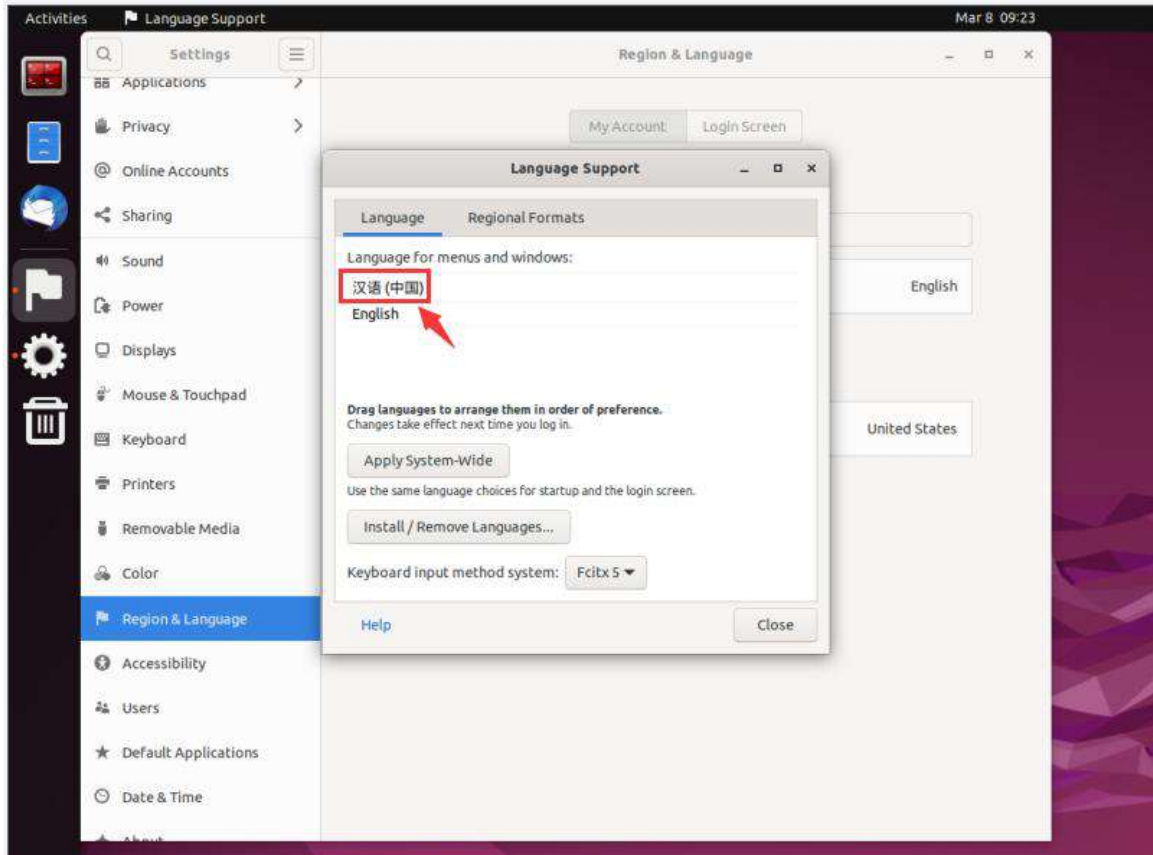 Activities Language Support Mar 8 09:23
Settings Region & Language
Applications
Privacy
My Account Login Screen
Online Accounts
Sharing
Sound
Power
Displays
Mouse & Touchpad
Keyboard
Printers
Removable Media
Color
Region & Language
Accessibility
Users
Default Applications
Date & Time
About
Language Support
Language Regional Formats
Language for menus and windows:
汉语 (中国)
English
Drag languages to arrange them in order of preference.
Changes take effect next time you log in.
Apply System-Wide
Use the same language choices for startup and the login screen.
Install / Remove Languages...
Keyboard input method system: Fcitx 5
Help Close
English
United States